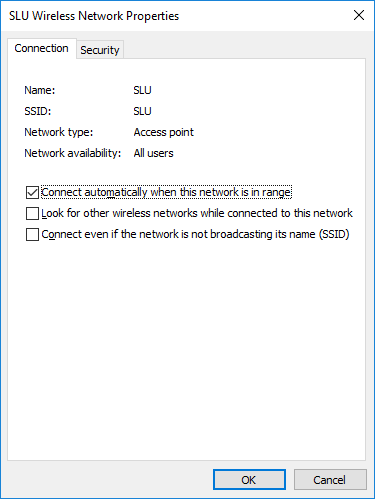 SLU Wireless Network Properties
Connection
Security
Name: SLU
SSID: SLU
Network type: Access point
Network availability: All users
Connect automatically when this network is in range
Look for other wireless networks while connected to this network
Connect even if the network is not broadcasting its name (SSID)
OK
Cancel